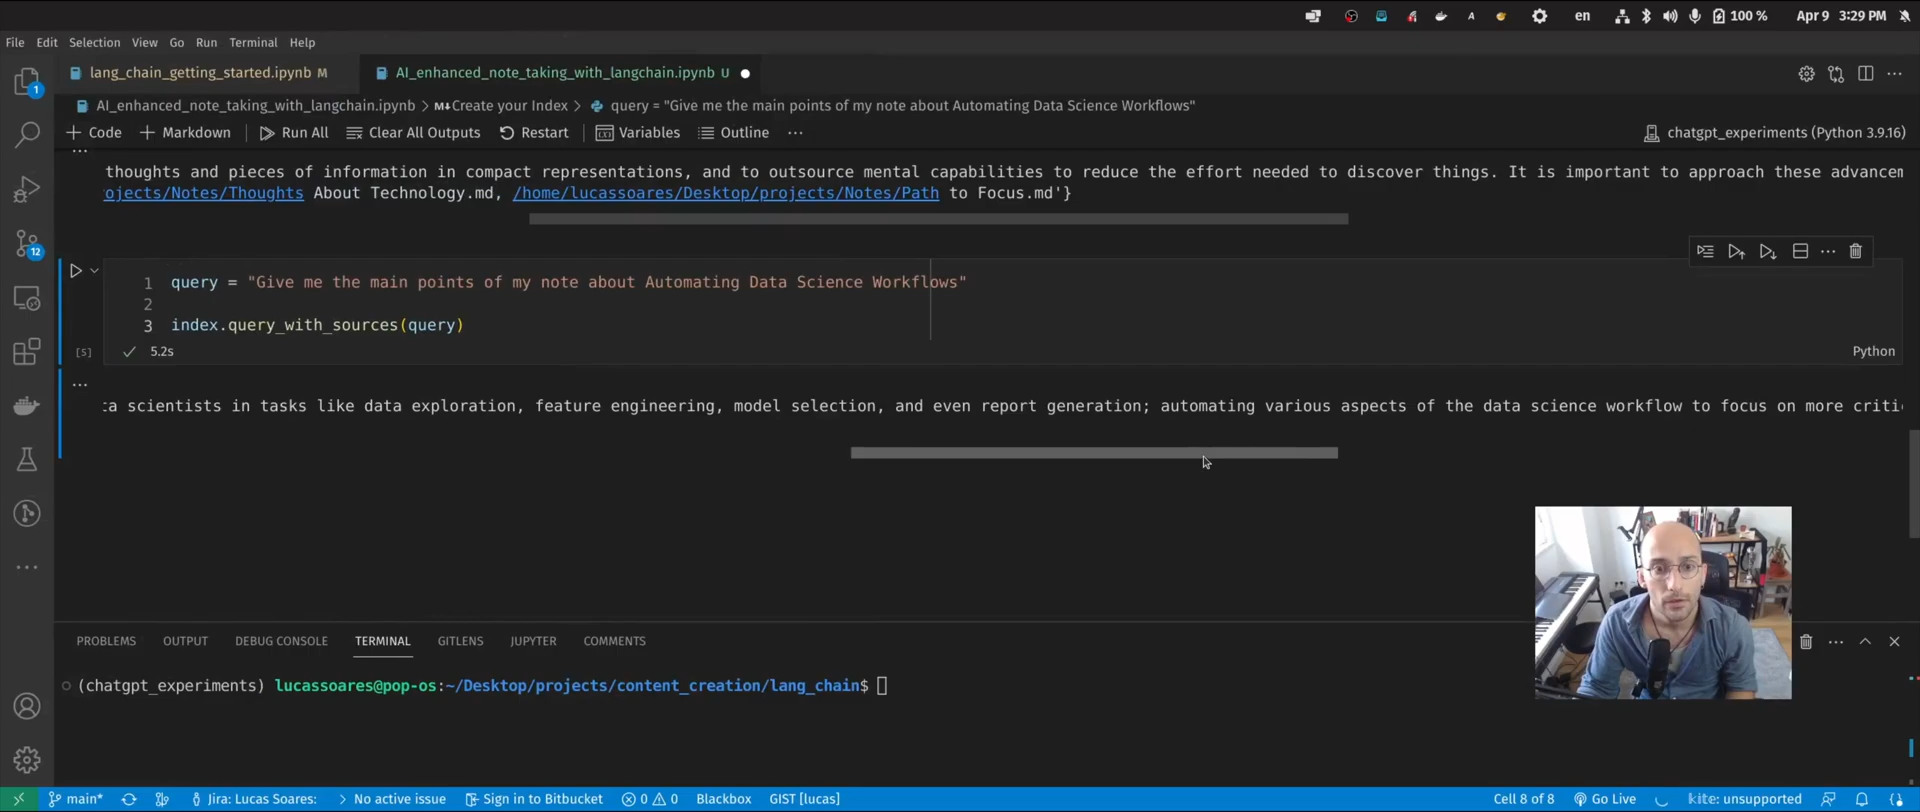 en 100 % Apr 9 3:29 PM
File Edit Selection View Go Run Terminal Help
1 lang_chain_getting_started.ipynb M AI_enhanced_note_taking_with_langchain.ipynb U
AI_enhanced_note_taking_with_langchain.ipynb > M↓Create your Index > query = "Give me the main points of my note about Automating Data Science Workflows"
+ Code + Markdown Run All Clear All Outputs Restart Variables Outline ... chatgpt_experiments (Python 3.9.16)
...
thoughts and pieces of information in compact representations, and to outsource mental capabilities to reduce the effort needed to discover things. It is important to approach these advancem
ojects/Notes/Thoughts About Technology.md, /home/lucassoares/Desktop/projects/Notes/Path to Focus.md'}
12
1 query = "Give me the main points of my note about Automating Data Science Workflows"
2
3 index.query_with_sources(query)
[5] 5.2s Python
...
ta scientists in tasks like data exploration, feature engineering, model selection, and even report generation; automating various aspects of the data science workflow to focus on more criti
PROBLEMS OUTPUT DEBUG CONSOLE TERMINAL GITLENS JUPYTER COMMENTS
(chatgpt_experiments) lucassoares@pop-os:~/Desktop/projects/content_creation/lang_chain$
main* Jira: Lucas Soares: > No active issue Sign in to Bitbucket 0 0 Blackbox GIST [lucas] Cell 8 of 8 Go Live kite: unsupported